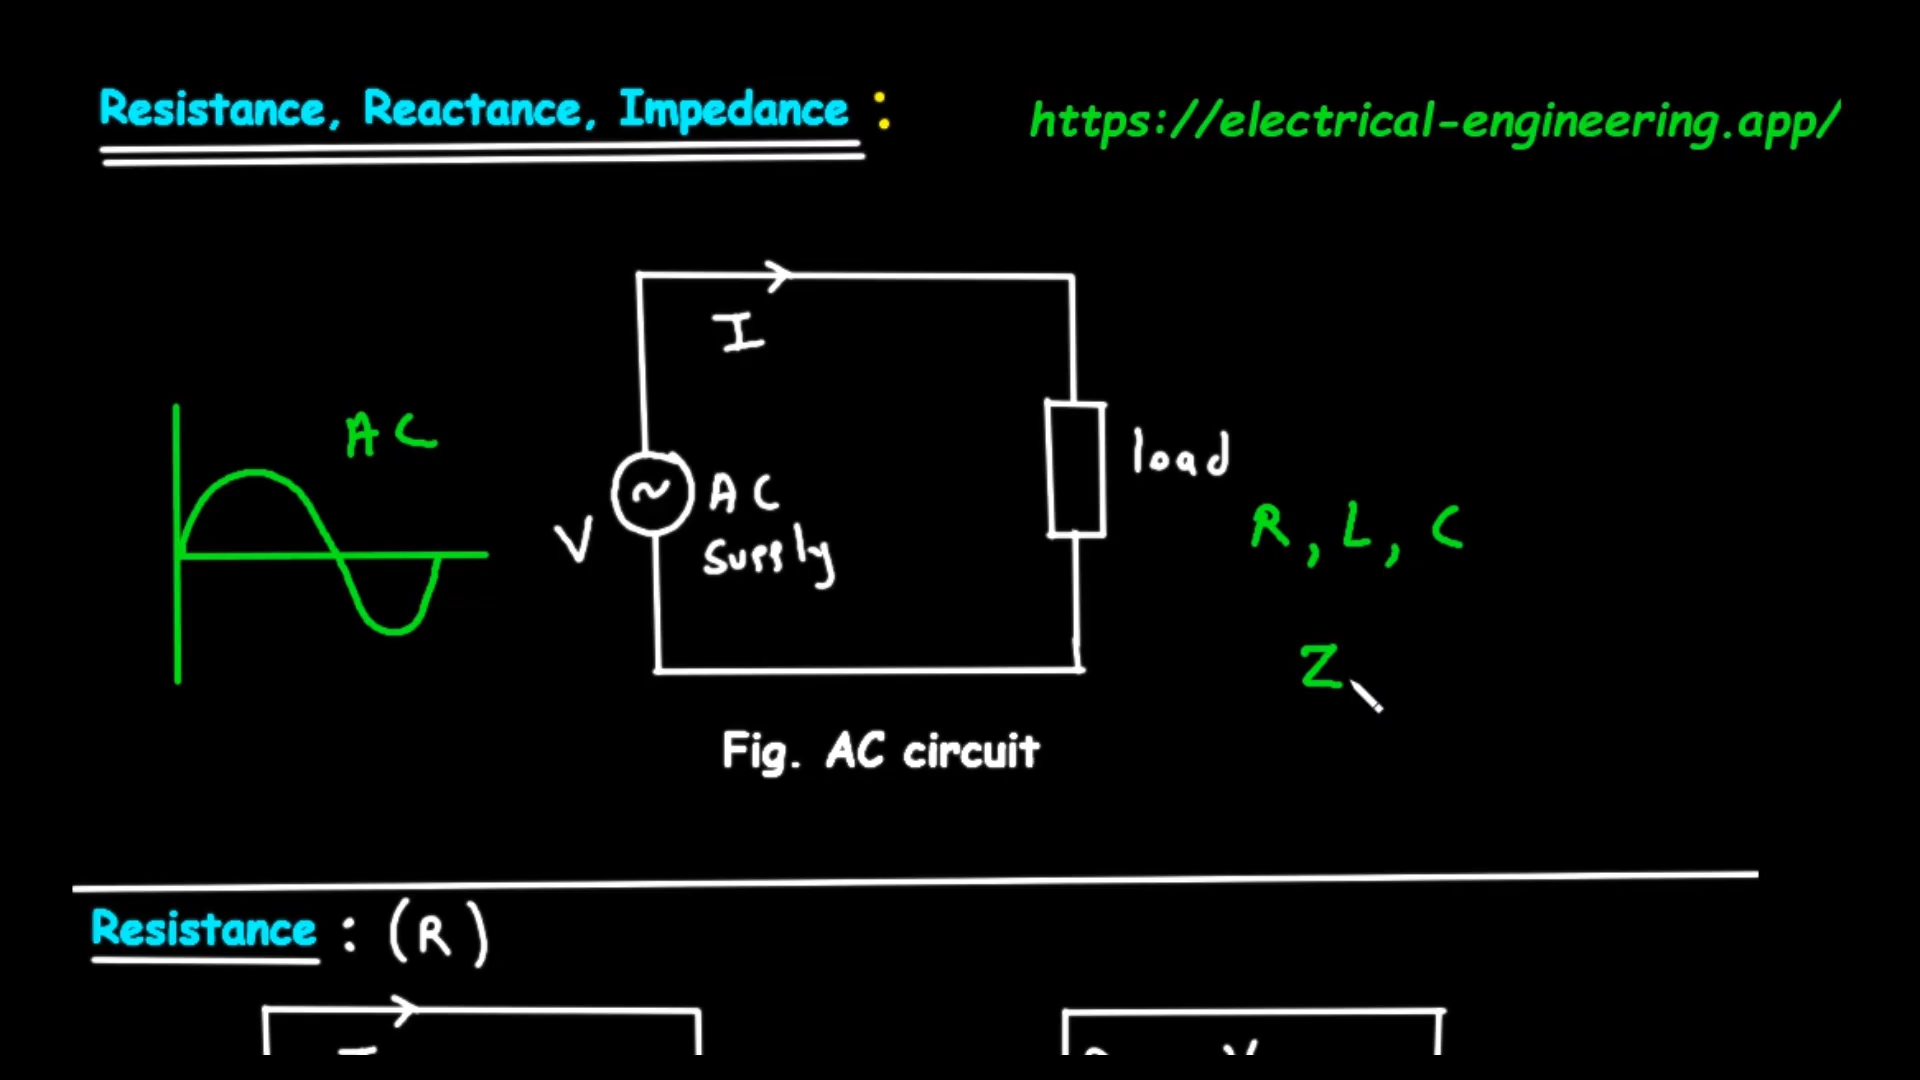 Resistance, Reactance, Impedance :
https://electrical-engineering.app/
I
AC
load
V
~
AC
supply
R, L, C
Z
Fig. AC circuit
Resistance : (R)